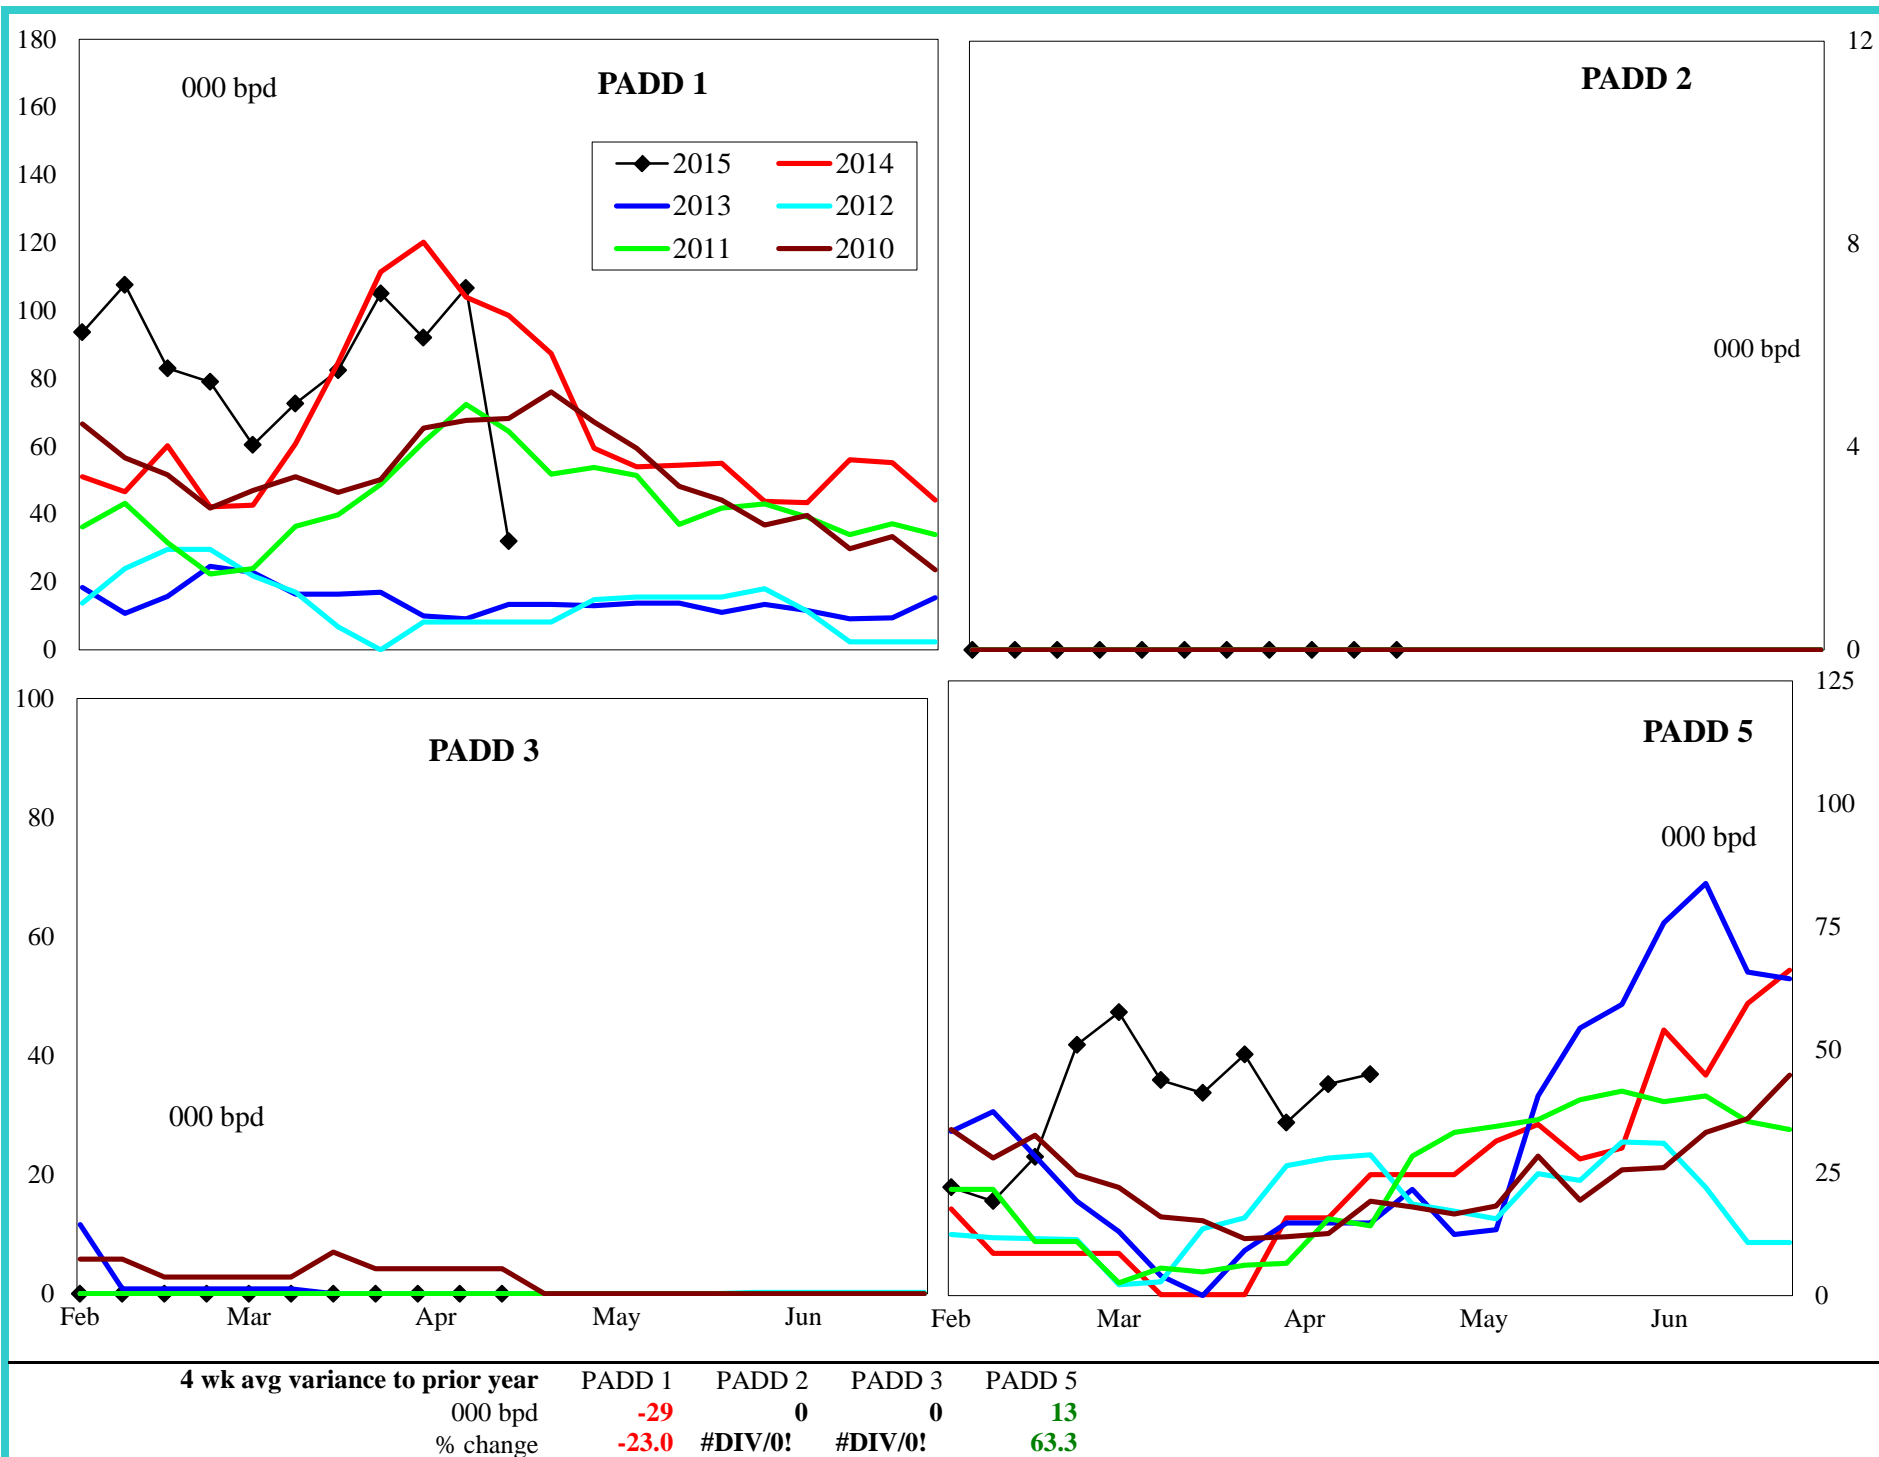 180
160
140
120
100
80
60
40
20
0
000 bpd
PADD 1
2015 2014
2013 2012
2011 2010
PADD 2
000 bpd
12
8
4
0
100
80
60
40
20
0
PADD 3
000 bpd
Feb Mar Apr May Jun
PADD 5
000 bpd
125
100
75
50
25
0
Feb Mar Apr May Jun
4 wk avg variance to prior year PADD 1 PADD 2 PADD 3 PADD 5
000 bpd -29 0 0 13
% change -23.0 #DIV/0! #DIV/0! 63.3